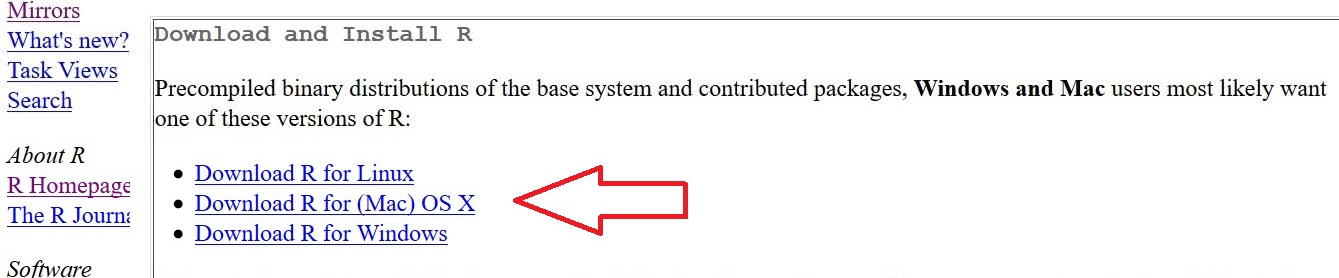 Mirrors
What's new?
Task Views
Search
About R
R Homepage
The R Journa
Software
Download and Install R
Precompiled binary distributions of the base system and contributed packages, Windows and Mac users most likely want
one of these versions of R:
Download R for Linux
Download R for (Mac) OS X
Download R for Windows